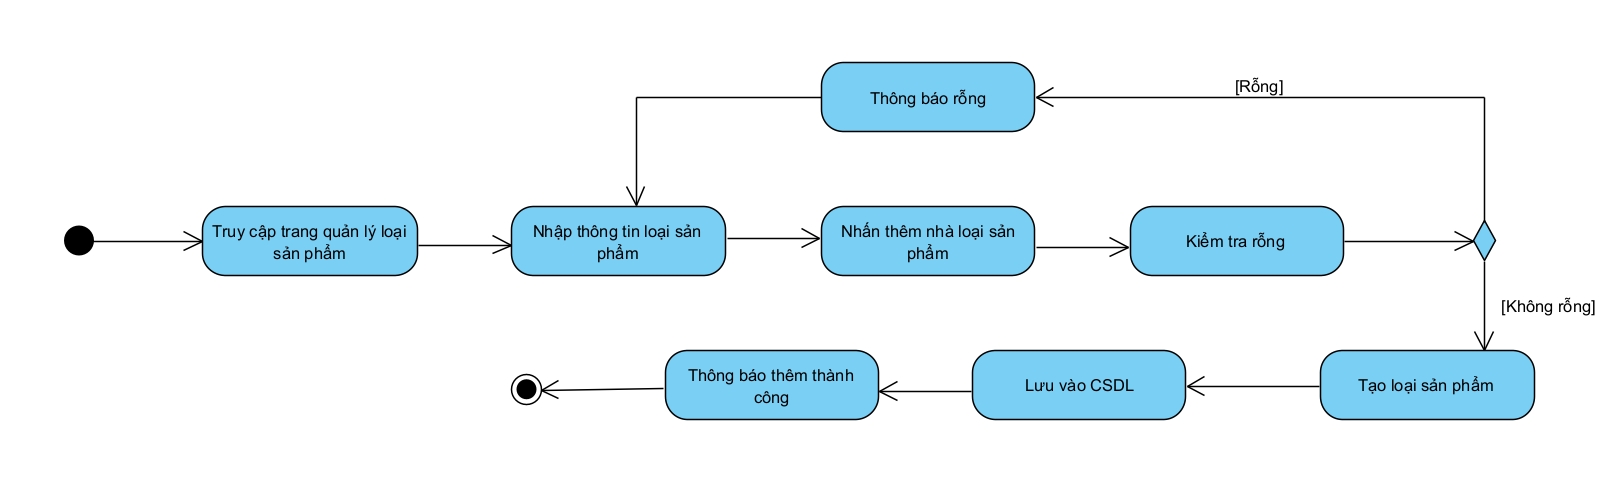 Thông báo rỗng
[Rỗng]
Truy cập trang quản lý loại
sản phẩm
Nhập thông tin loại sản
phẩm
Nhấn thêm nhà loại sản
phẩm
Kiểm tra rỗng
[Không rỗng]
Thông báo thêm thành
công
Lưu vào CSDL
Tạo loại sản phẩm